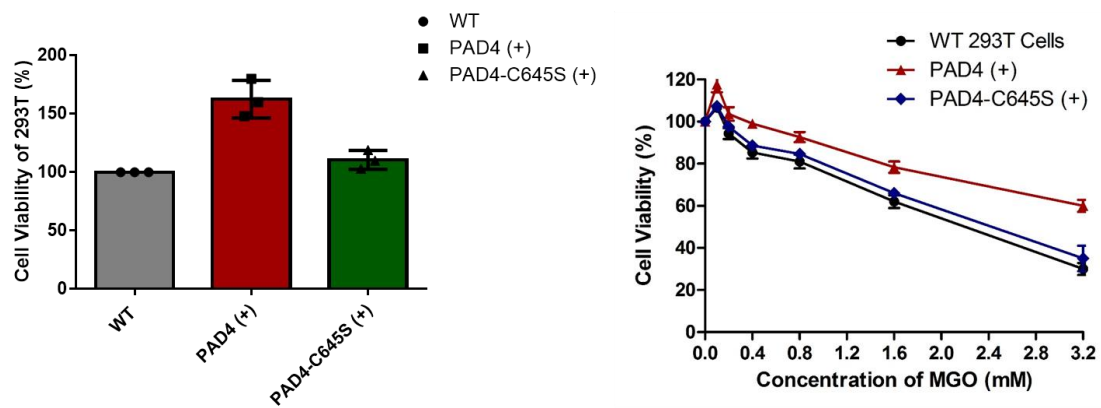 WT
PAD4 (+)
PAD4-C645S (+)
Cell Viability of 293T (%)
200
150
100
50
0
WT
PAD4 (+)
PAD4-C645S (+)
WT 293T Cells
PAD4 (+)
PAD4-C645S (+)
Cell Viability (%)
120
100
80
60
40
20
0
0.0 0.4 0.8 1.2 1.6 2.0 2.4 2.8 3.2
Concentration of MGO (mM)